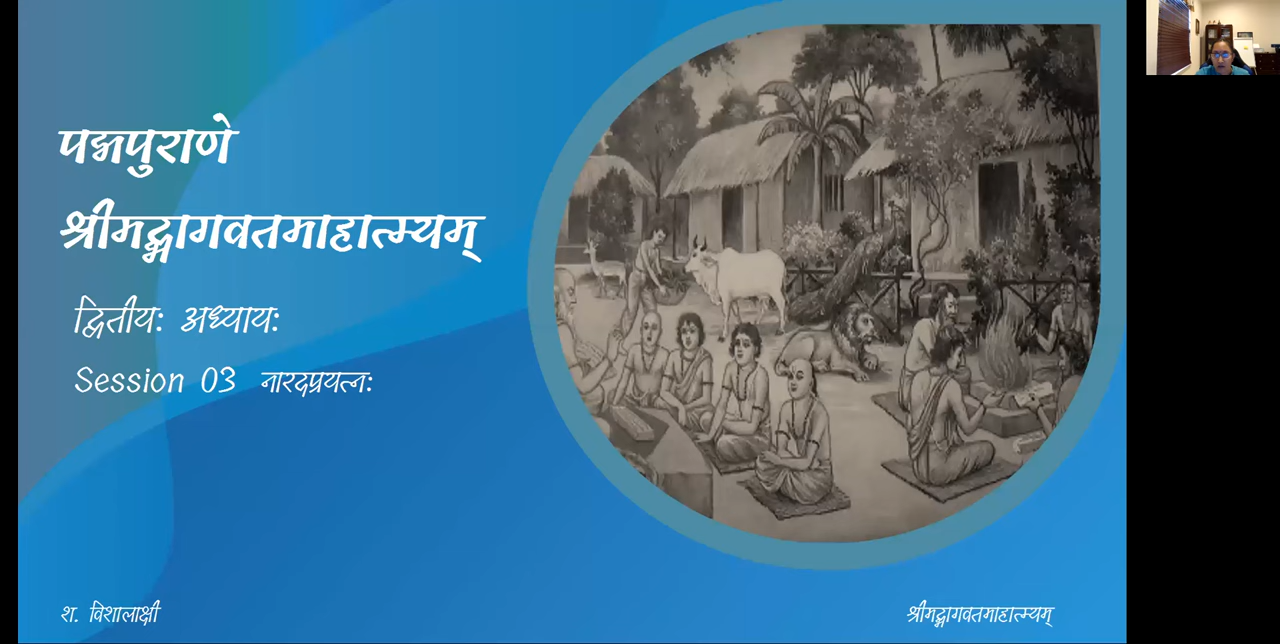 पद्मपुराणे
श्रीमद्भागवतमाहात्म्यम्
द्वितीयः अध्यायः
Session 03 नारदप्रयत्नः
श. विशालाक्षी
श्रीमद्भागवतमाहात्म्यम्